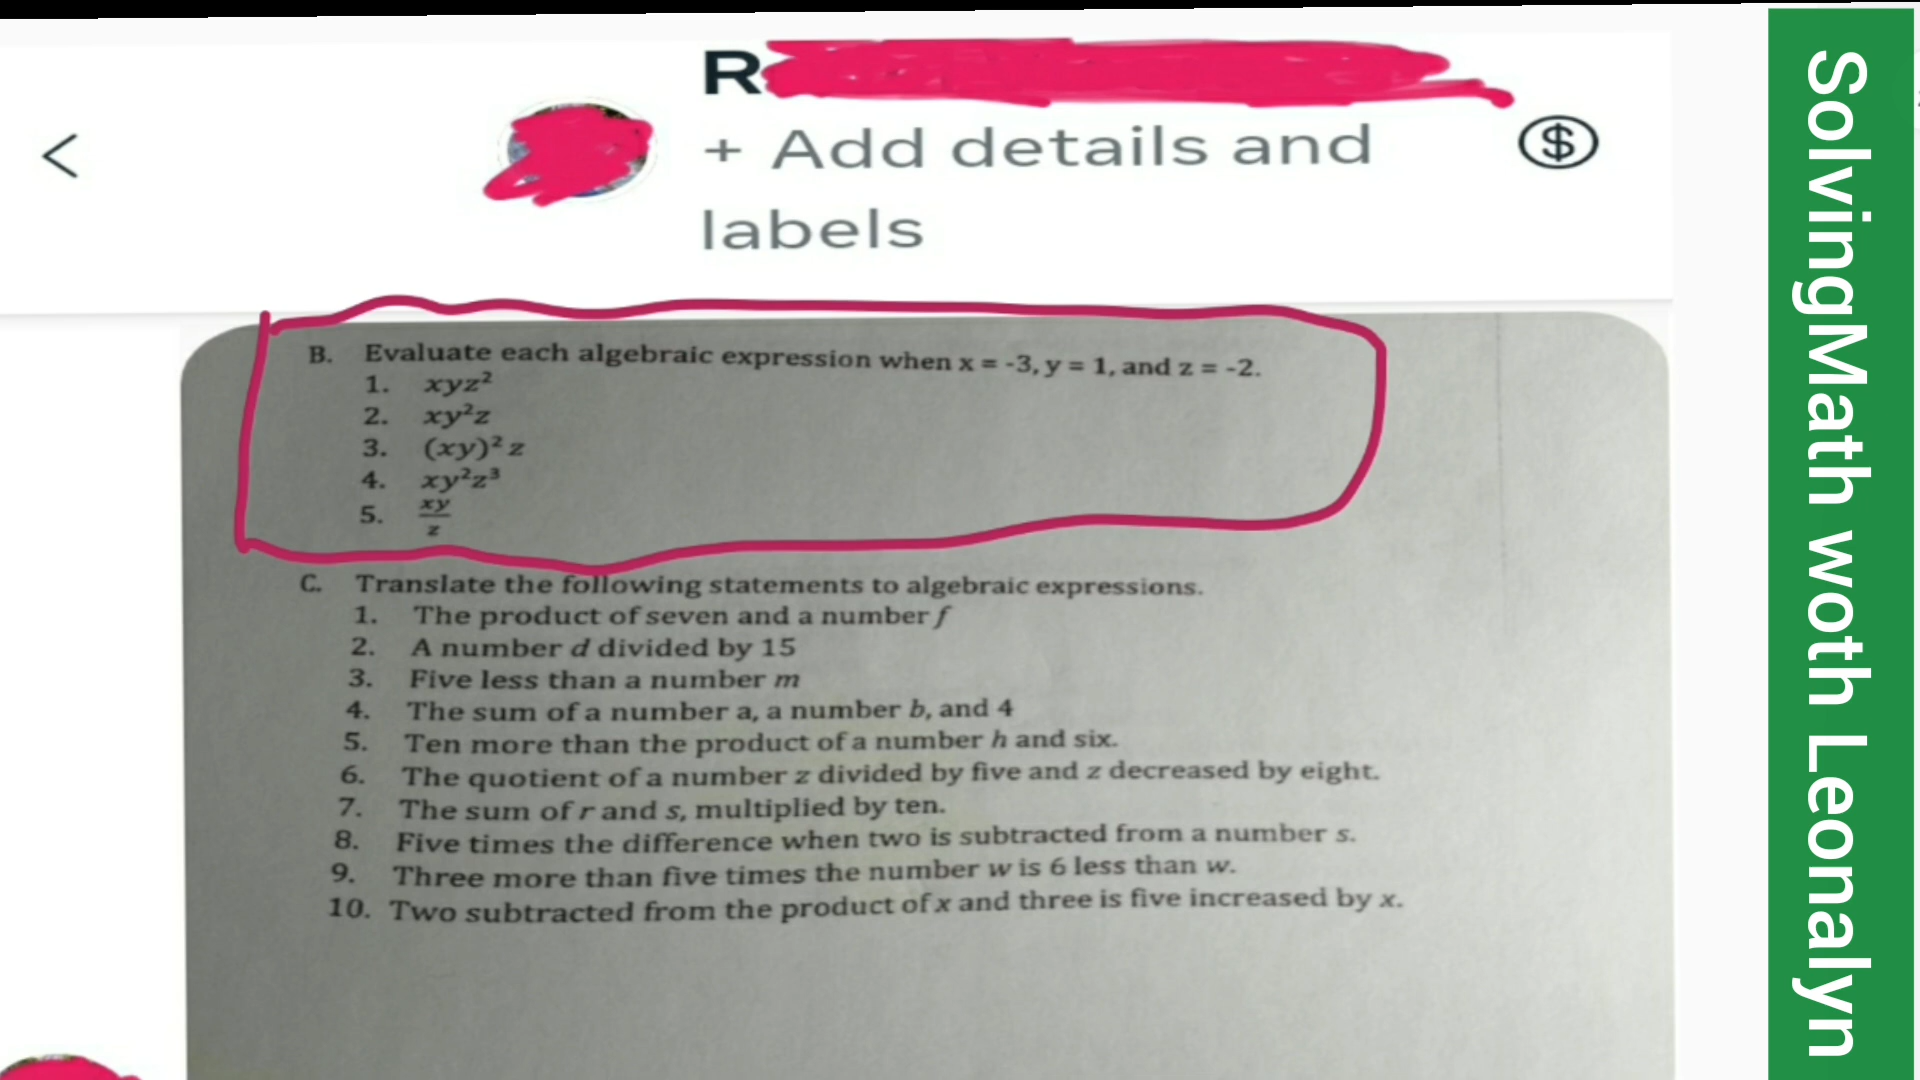 R
+ Add details and
labels
B. Evaluate each algebraic expression when x = -3, y = 1, and z = -2.
1. xyz²
2. xy²z
3. (xy)² z
4. xy²z³
5. xy/z
C. Translate the following statements to algebraic expressions.
1. The product of seven and a number f
2. A number d divided by 15
3. Five less than a number m
4. The sum of a number a, a number b, and 4
5. Ten more than the product of a number h and six.
6. The quotient of a number z divided by five and z decreased by eight.
7. The sum of r and s, multiplied by ten.
8. Five times the difference when two is subtracted from a number s.
9. Three more than five times the number w is 6 less than w.
10. Two subtracted from the product of x and three is five increased by x.
SolvingMath woth Leonalyn